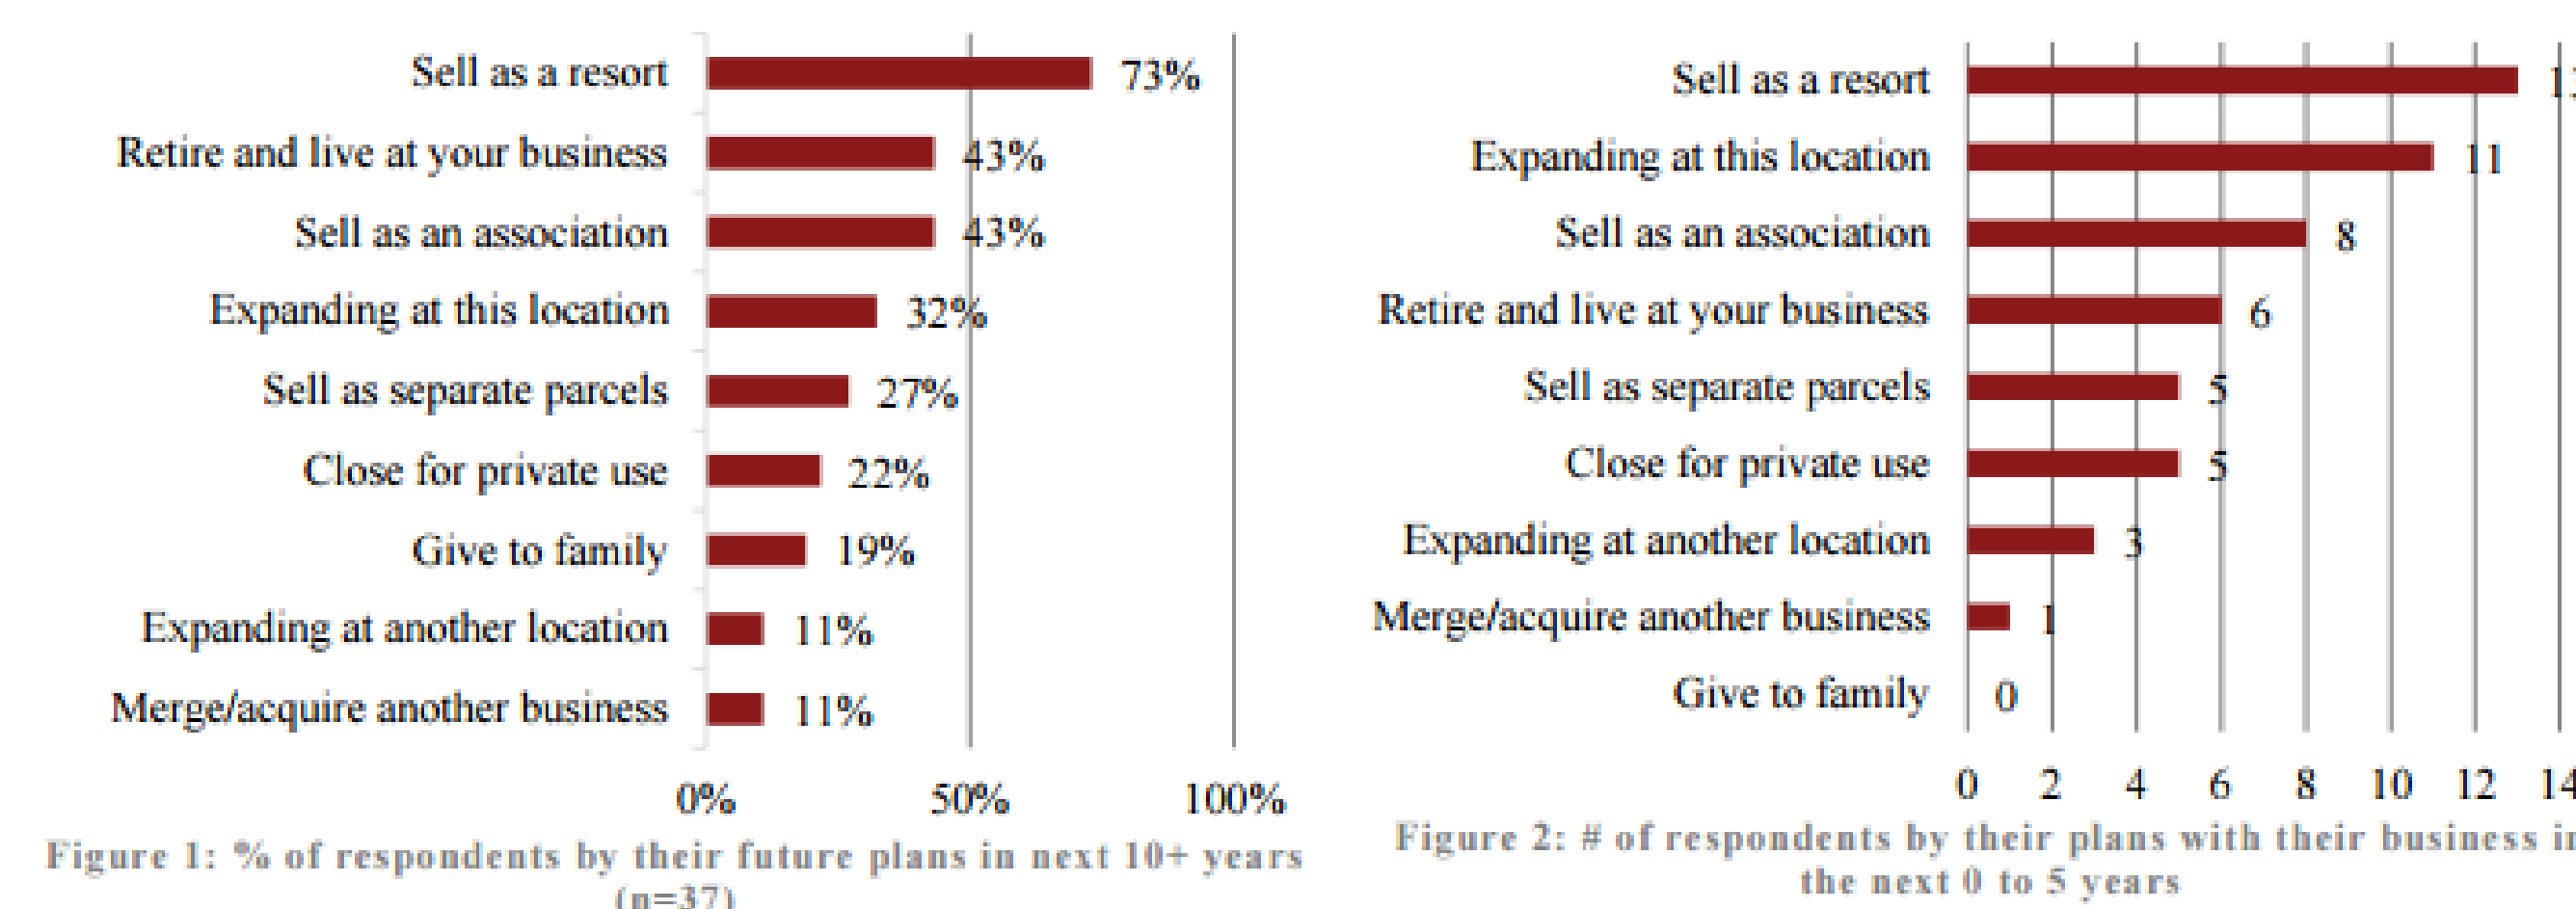 Sell as a resort 73%
Retire and live at your business 43%
Sell as an association 43%
Expanding at this location 32%
Sell as separate parcels 27%
Close for private use 22%
Give to family 19%
Expanding at another location 11%
Merge/acquire another business 11%
0% 50% 100%
Figure 1: % of respondents by their future plans in next 10+ years
(n=37)
Sell as a resort
Expanding at this location 11
Sell as an association 8
Retire and live at your business 6
Sell as separate parcels 5
Close for private use 5
Expanding at another location 3
Merge/acquire another business 1
Give to family 0
0 2 4 6 8 10 12 14
Figure 2: # of respondents by their plans with their business in
the next 0 to 5 years